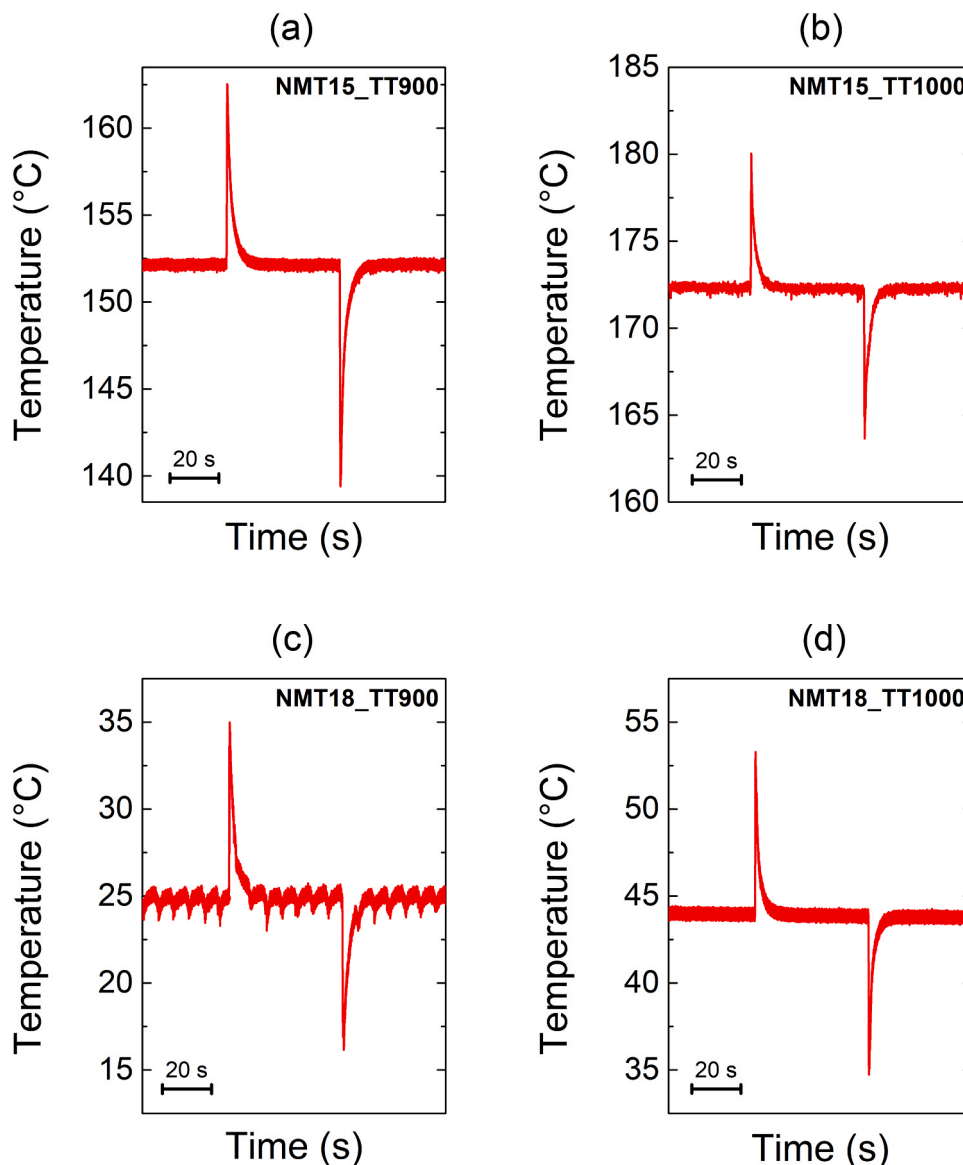 (a)
NMT15_TT900
Temperature (°C)
160
155
150
145
140
20 s
Time (s)
(b)
NMT15_TT1000
Temperature (°C)
185
180
175
170
165
160
20 s
Time (s)
(c)
NMT18_TT900
Temperature (°C)
35
30
25
20
15
20 s
Time (s)
(d)
NMT18_TT1000
Temperature (°C)
55
50
45
40
35
20 s
Time (s)